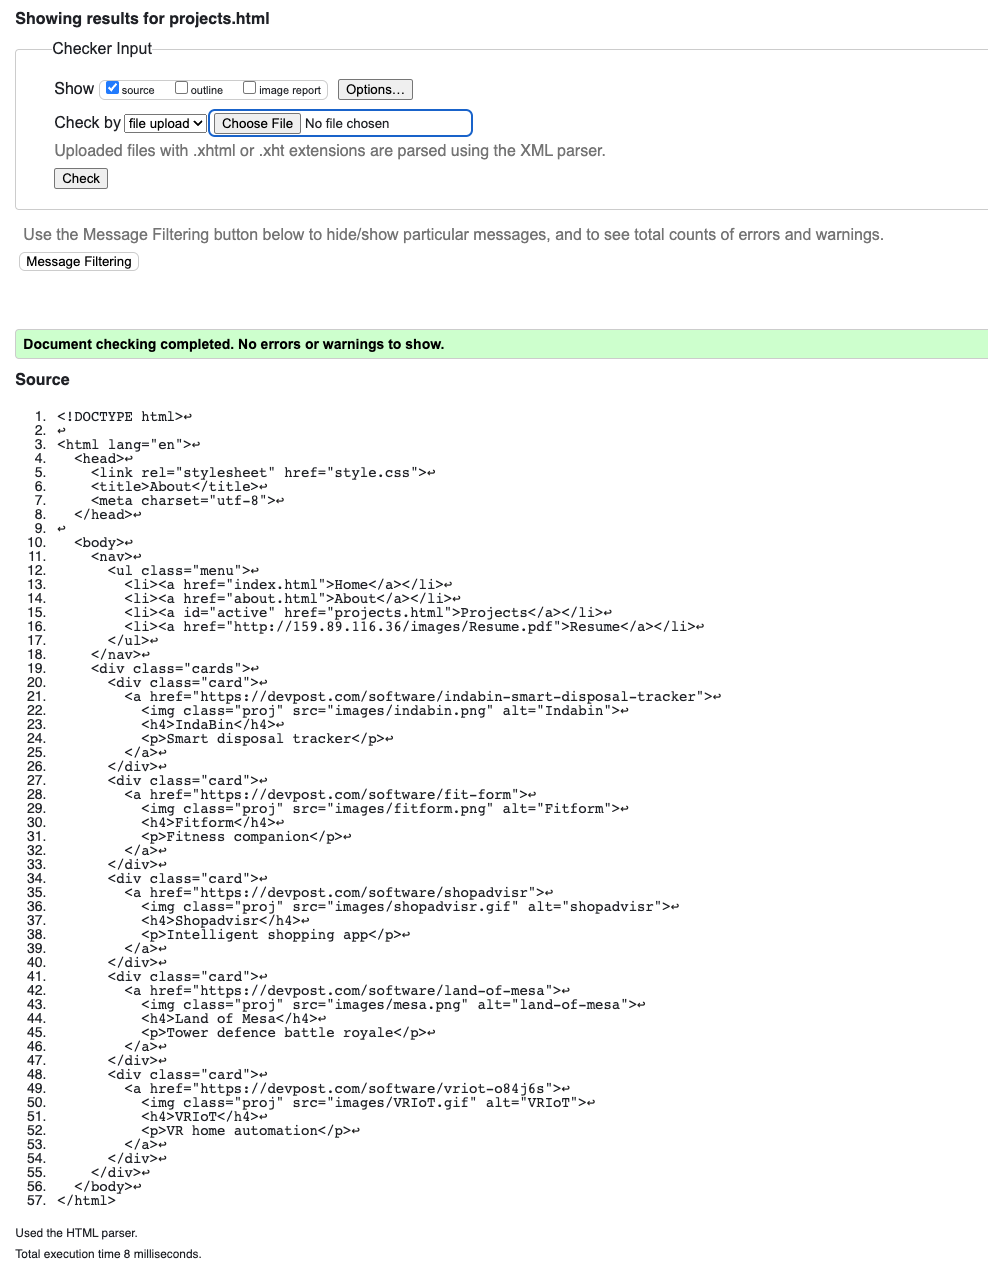 Showing results for projects.html
Checker Input
Show source outline image report Options...
Check by file upload Choose File No file chosen
Uploaded files with .xhtml or .xht extensions are parsed using the XML parser.
Check
Use the Message Filtering button below to hide/show particular messages, and to see total counts of errors and warnings.
Message Filtering
Document checking completed. No errors or warnings to show.
Source
1. <!DOCTYPE html>↩
2. ↩
3. <html lang="en">↩
4. <head>↩
5. <link rel="stylesheet" href="style.css">↩
6. <title>About</title>↩
7. <meta charset="utf-8">↩
8. </head>↩
9. ↩
10. <body>↩
11. <nav>↩
12. <ul class="menu">↩
13. <li><a href="index.html">Home</a></li>↩
14. <li><a href="about.html">About</a></li>↩
15. <li><a id="active" href="projects.html">Projects</a></li>↩
16. <li><a href="http://159.89.116.36/images/Resume.pdf">Resume</a></li>↩
17. </ul>↩
18. </nav>↩
19. <div class="cards">↩
20. <div class="card">↩
21. <a href="https://devpost.com/software/indabin-smart-disposal-tracker">↩
22. <img class="proj" src="images/indabin.png" alt="Indabin">↩
23. <h4>IndaBin</h4>↩
24. <p>Smart disposal tracker</p>↩
25. </a>↩
26. </div>↩
27. <div class="card">↩
28. <a href="https://devpost.com/software/fit-form">↩
29. <img class="proj" src="images/fitform.png" alt="Fitform">↩
30. <h4>Fitform</h4>↩
31. <p>Fitness companion</p>↩
32. </a>↩
33. </div>↩
34. <div class="card">↩
35. <a href="https://devpost.com/software/shopadvisr">↩
36. <img class="proj" src="images/shopadvisr.gif" alt="shopadvisr">↩
37. <h4>Shopadvisr</h4>↩
38. <p>Intelligent shopping app</p>↩
39. </a>↩
40. </div>↩
41. <div class="card">↩
42. <a href="https://devpost.com/software/land-of-mesa">↩
43. <img class="proj" src="images/mesa.png" alt="land-of-mesa">↩
44. <h4>Land of Mesa</h4>↩
45. <p>Tower defence battle royale</p>↩
46. </a>↩
47. </div>↩
48. <div class="card">↩
49. <a href="https://devpost.com/software/vriot-o84j6s">↩
50. <img class="proj" src="images/VRIoT.gif" alt="VRIoT">↩
51. <h4>VRIoT</h4>↩
52. <p>VR home automation</p>↩
53. </a>↩
54. </div>↩
55. </div>↩
56. </body>↩
57. </html>
Used the HTML parser.
Total execution time 8 milliseconds.